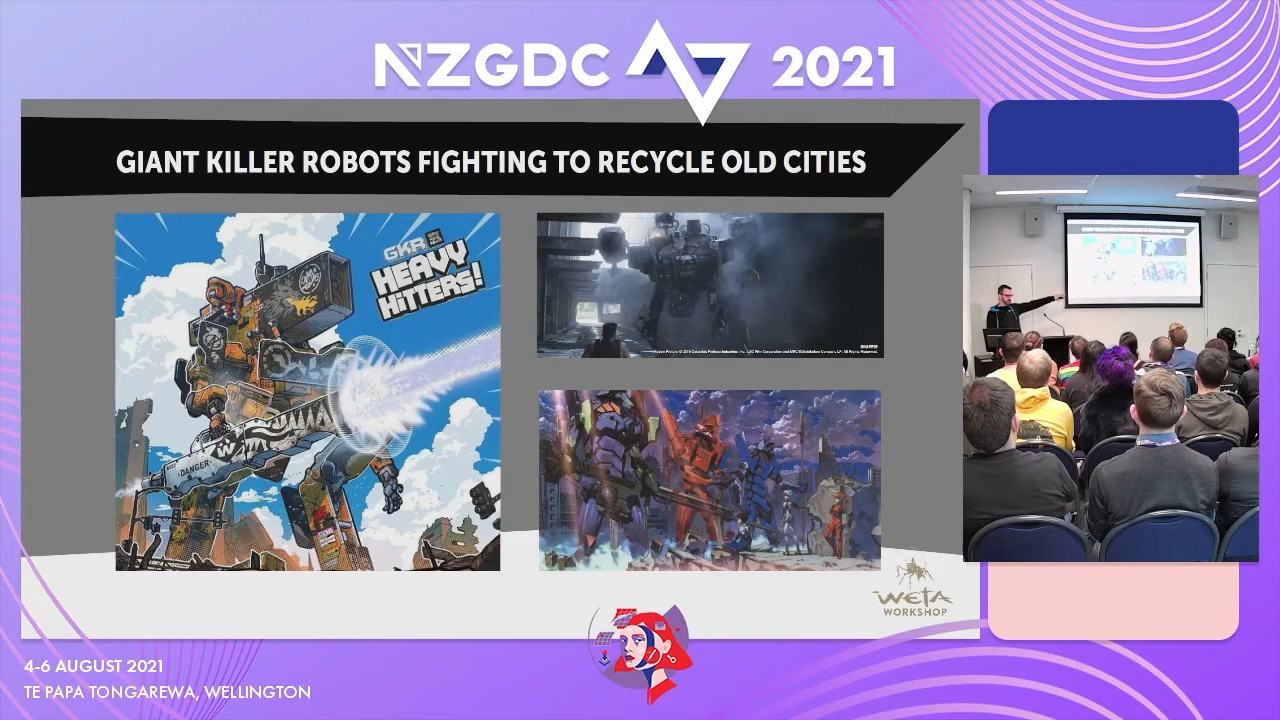 NZGDC 2021
GIANT KILLER ROBOTS FIGHTING TO RECYCLE OLD CITIES
GKR
HEAVY
HITTERS!
DANGER
WETA
WORKSHOP
4-6 AUGUST 2021
TE PAPA TONGAREWA, WELLINGTON